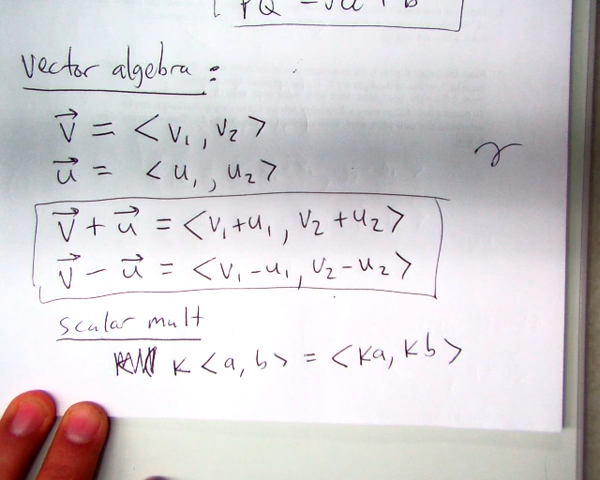 vector algebra :
v⃗ = <v₁, v₂>
u⃗ = <u₁, u₂>
v⃗ + u⃗ = <v₁+u₁, v₂+u₂>
v⃗ − u⃗ = <v₁−u₁, v₂−u₂>
scalar mult
k <a, b> = <ka, kb>